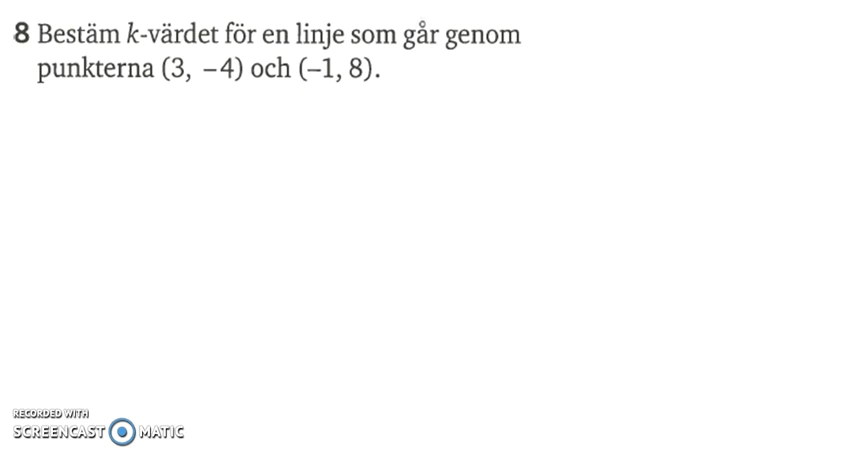 8 Bestäm k-värdet för en linje som går genom
punkterna (3, −4) och (−1, 8).
RECORDED WITH
SCREENCAST MATIC